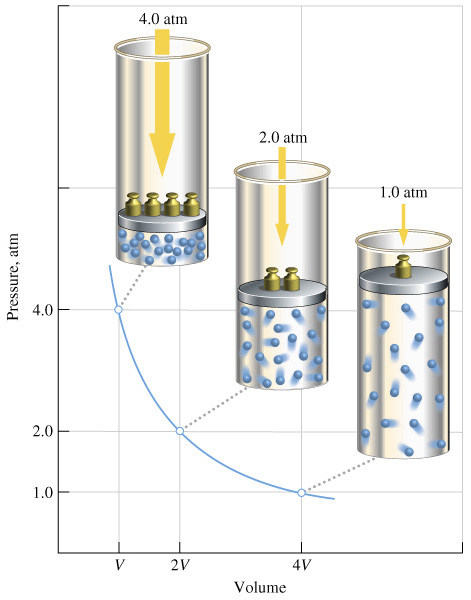 4.0 atm
2.0 atm
1.0 atm
Pressure, atm
4.0
2.0
1.0
V
2V
4V
Volume